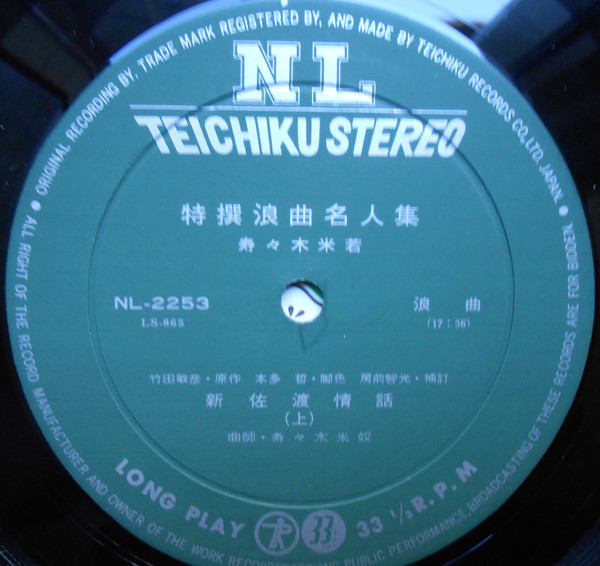 ● ORIGINAL RECORDING BY, TRADE MARK REGISTERED BY, AND MADE BY TEICHIKU RECORDS CO., LTD. JAPAN. ●
NL
TEICHIKU STEREO
特撰浪曲名人集
寿々木米若
NL-2253 浪曲
LS-865 (17:36)
竹田敏彦・原作 本多 哲・脚色 房前智光・補訂
新佐渡情話
(上)
曲師・寿々木米奴
LONG PLAY 33 33 1/3 R.P.M
ALL RIGHT OF THE RECORD MANUFACTURER AND OWNER OF THE WORK PUBLIC PERFORMANCE, BROADCASTING OF THESE RECORDS ARE FOR BIDDEN